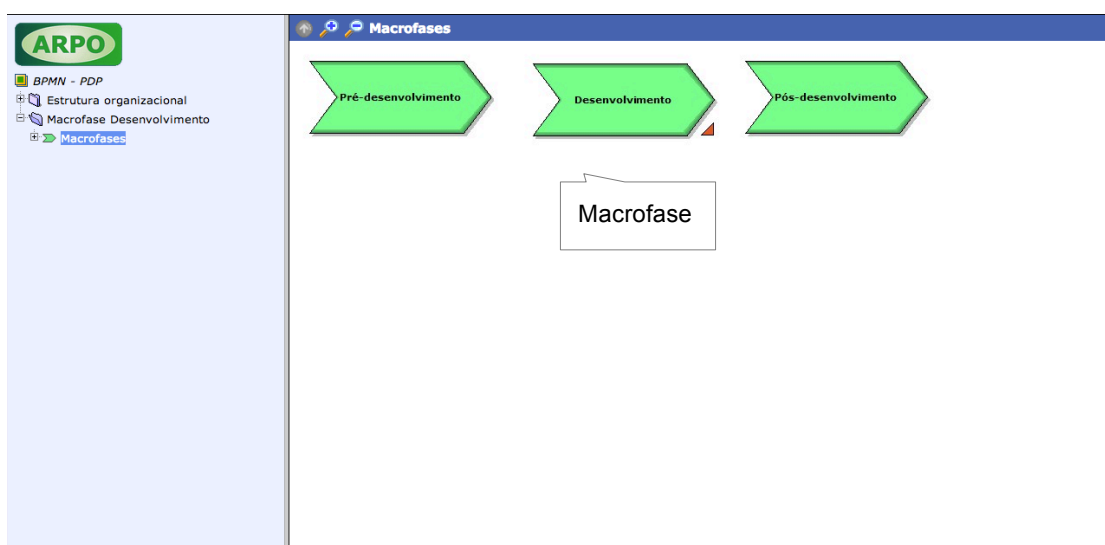 ARPO
BPMN - PDP
Estrutura organizacional
Macrofase Desenvolvimento
Macrofases
Macrofases
Pré-desenvolvimento
Desenvolvimento
Pós-desenvolvimento
Macrofase